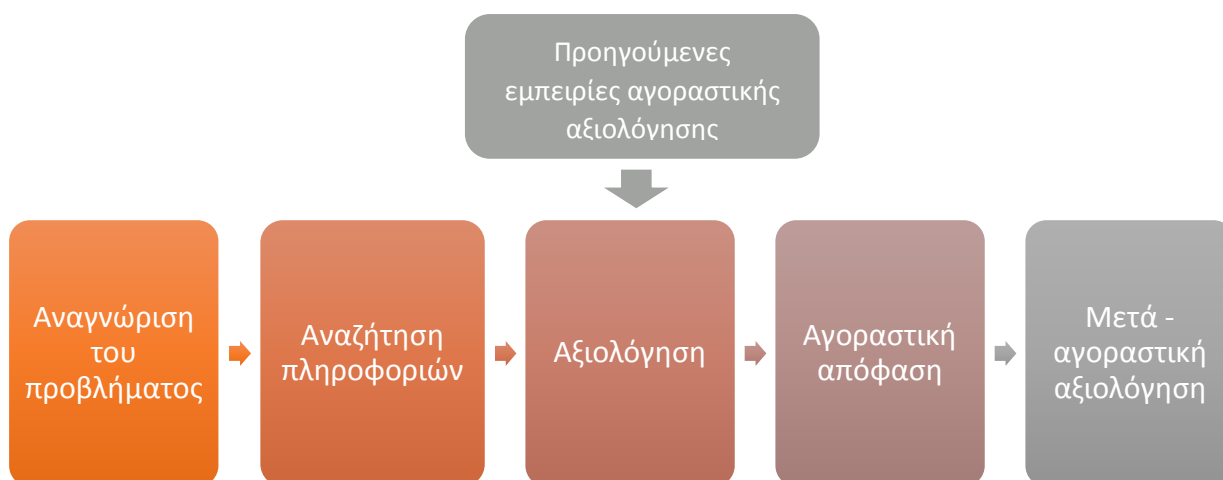 Προηγούμενες
εμπειρίες αγοραστικής
αξιολόγησης
Αναγνώριση
του
προβλήματος
Αναζήτηση
πληροφοριών
Αξιολόγηση
Αγοραστική
απόφαση
Μετά -
αγοραστική
αξιολόγηση